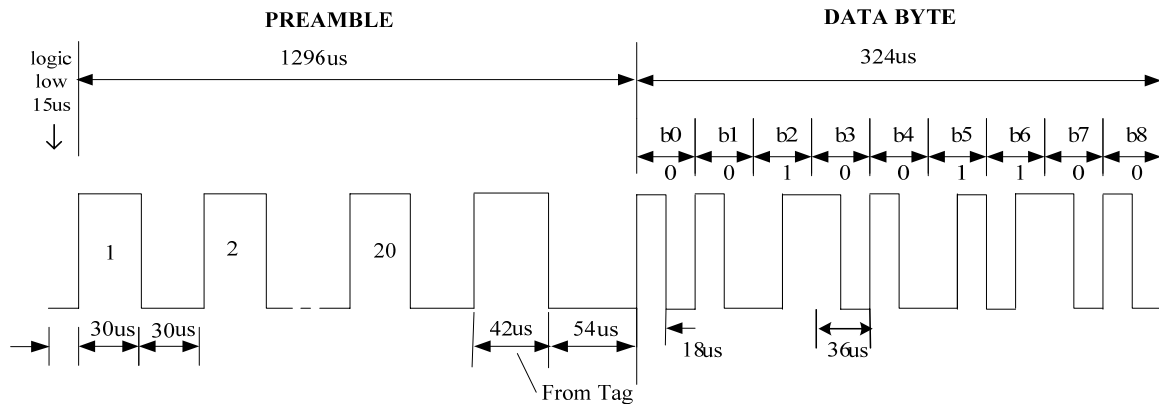 PREAMBLE
DATA BYTE
logic
low
15us
1296us
324us
b0 b1 b2 b3 b4 b5 b6 b7 b8
0 0 1 0 0 1 1 0 0
1 2 20
30us 30us 42us 54us 18us 36us
From Tag